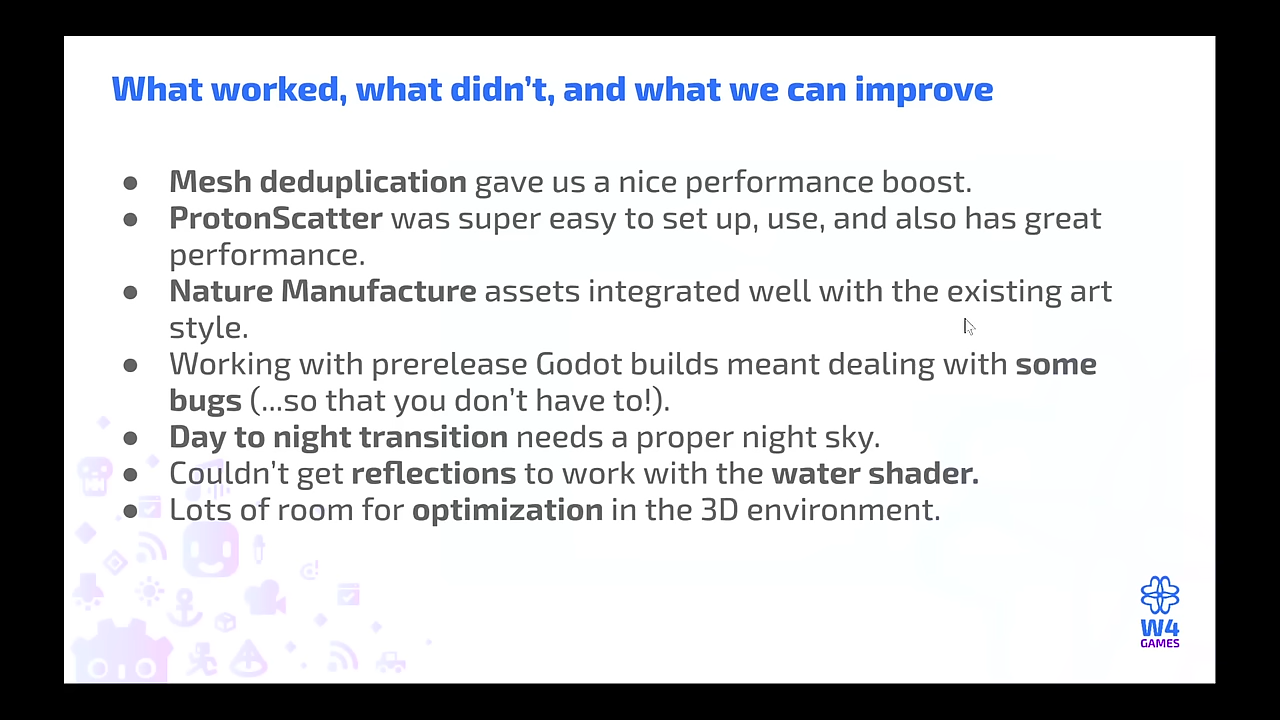 What worked, what didn't, and what we can improve
● Mesh deduplication gave us a nice performance boost.
● ProtonScatter was super easy to set up, use, and also has great
performance.
● Nature Manufacture assets integrated well with the existing art
style.
● Working with prerelease Godot builds meant dealing with some
bugs (...so that you don't have to!).
● Day to night transition needs a proper night sky.
● Couldn't get reflections to work with the water shader.
● Lots of room for optimization in the 3D environment.
W4
GAMES